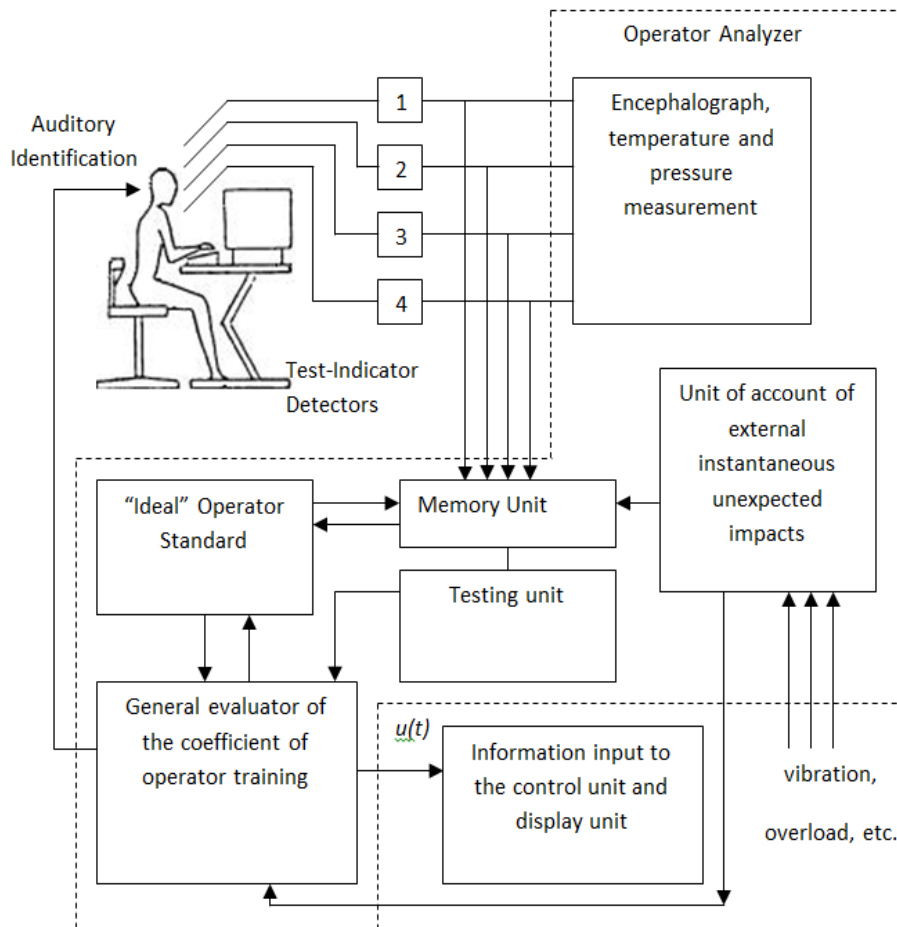 Operator Analyzer
Auditory
Identification
1
2
3
4
Encephalograph,
temperature and
pressure
measurement
Test-Indicator
Detectors
Unit of account of
external
instantaneous
unexpected
impacts
“Ideal” Operator
Standard
Memory Unit
Testing unit
General evaluator of
the coefficient of
operator training
u(t)
Information input to
the control unit and
display unit
vibration,
overload, etc.